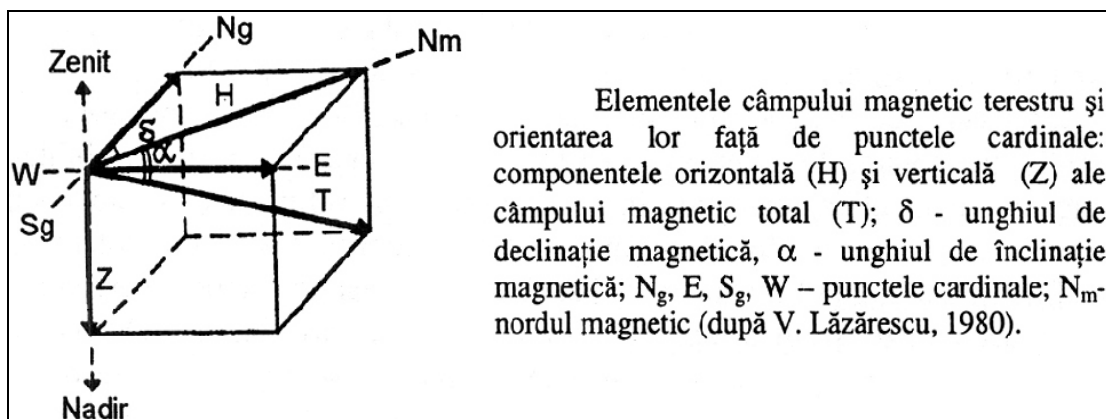 Ng
Nm
Zenit
H
δ
α
W
E
T
Sg
Z
Nadir
Elementele câmpului magnetic terestru şi
orientarea lor faţă de punctele cardinale:
componentele orizontală (H) şi verticală (Z) ale
câmpului magnetic total (T); δ - unghiul de
declinaţie magnetică, α - unghiul de înclinaţie
magnetică; Ng, E, Sg, W – punctele cardinale; Nm-
nordul magnetic (după V. Lăzărescu, 1980).